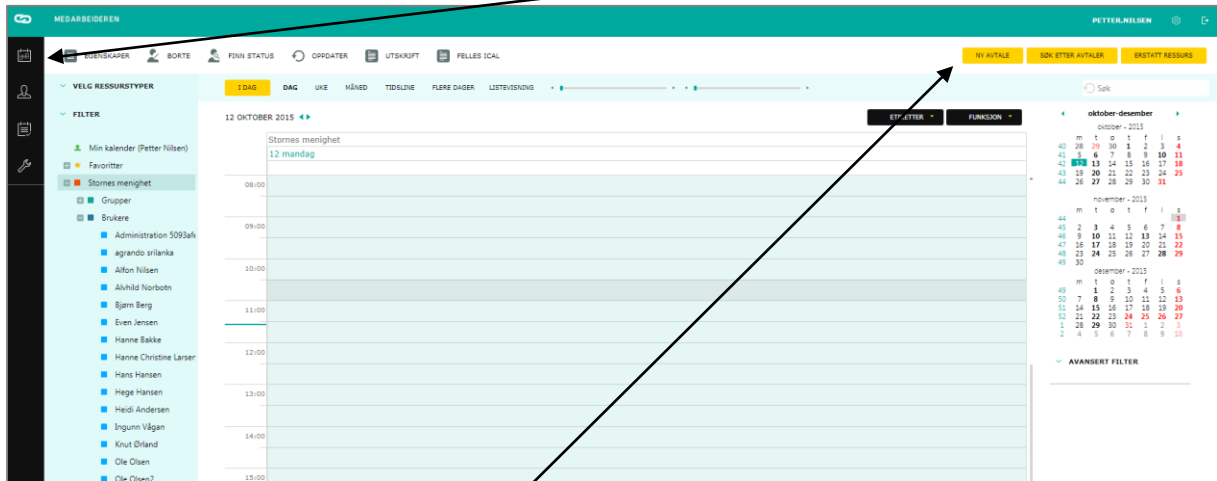 MEDARBEIDEREN
PETTER.NILSEN
EGENSKAPER BORTE FINN STATUS OPPDATER UTSKRIFT FELLES ICAL NY AVTALE SØK ETTER AVTALER ERSTATT RESSURS
VELG RESSURSTYPER
I DAG DAG UKE MÅNED TIDSLINE FLERE DAGER LISTEVISNING
Søk
FILTER
12 OKTOBER 2015
ETIKETTER FUNKSJON
Min kalender (Petter Nilsen)
Favoritter
Stornes menighet
Grupper
Brukere
Administration 5093afe
agrando srilanka
Alfon Nilsen
Alvhild Norbotn
Bjørn Berg
Even Jensen
Hanne Bakke
Hanne Christine Larser
Hans Hansen
Hege Hansen
Heidi Andersen
Ingunn Vågan
Knut Ørland
Ole Olsen
Ole Olsen2
Stornes menighet
12 mandag
08:00
09:00
10:00
11:00
12:00
13:00
14:00
15:00
oktober-desember
oktober - 2015
m t o t f l s
40 28 29 30 1 2 3 4
41 5 6 7 8 9 10 11
42 12 13 14 15 16 17 18
43 19 20 21 22 23 24 25
44 26 27 28 29 30 31
november - 2015
m t o t f l s
44 1
45 2 3 4 5 6 7 8
46 9 10 11 12 13 14 15
47 16 17 18 19 20 21 22
48 23 24 25 26 27 28 29
49 30
desember - 2015
m t o t f l s
49 1 2 3 4 5 6
50 7 8 9 10 11 12 13
51 14 15 16 17 18 19 20
52 21 22 23 24 25 26 27
1 28 29 30 31 1 2 3
2 4 5 6 7 8 9 10
AVANSERT FILTER